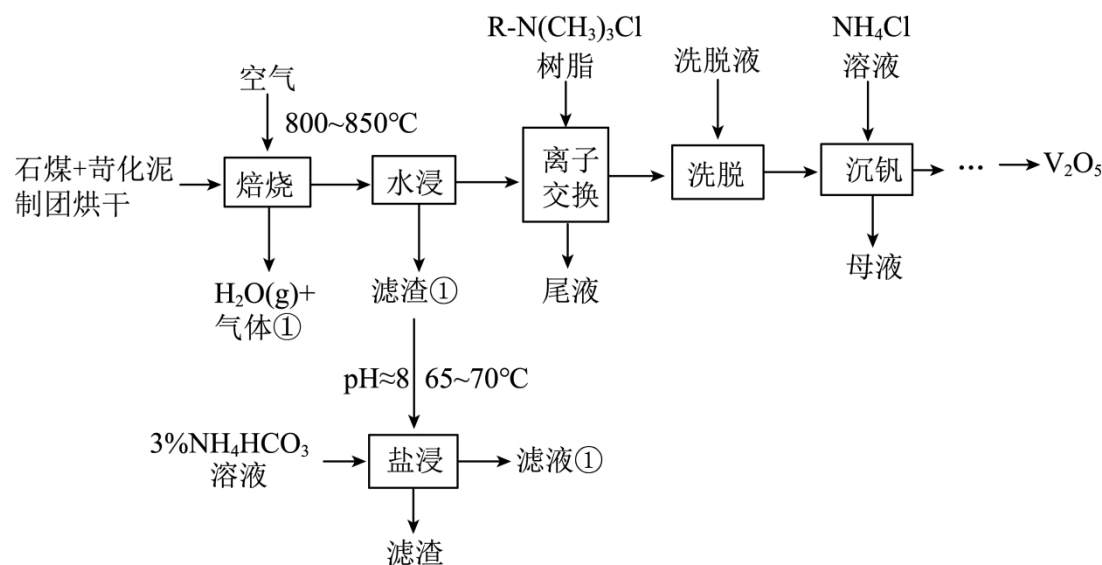 R-N(CH₃)₃Cl
树脂
洗脱液
NH₄Cl
溶液
空气
800~850℃
石煤+苛化泥
制团烘干
焙烧
水浸
离子
交换
洗脱
沉钒
···
V₂O₅
H₂O(g)+
气体①
滤渣①
尾液
母液
pH≈8
65~70℃
3%NH₄HCO₃
溶液
盐浸
滤液①
滤渣